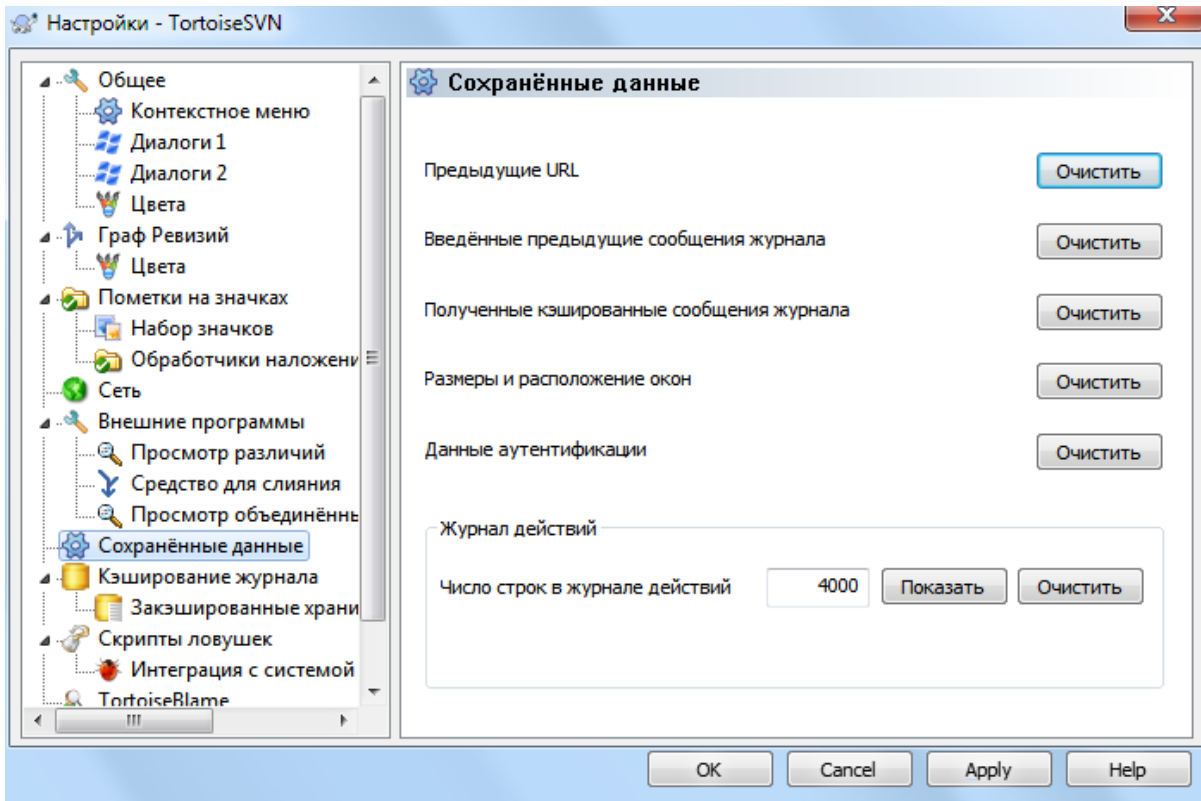 Настройки - TortoiseSVN
Общее
Контекстное меню
Диалоги 1
Диалоги 2
Цвета
Граф Ревизий
Цвета
Пометки на значках
Набор значков
Обработчики наложени
Сеть
Внешние программы
Просмотр различий
Средство для слияния
Просмотр объединённь
Сохранённые данные
Кэширование журнала
Закэшированные храни
Скрипты ловушек
Интеграция с системой
TortoiseBlame
Сохранённые данные
Предыдущие URL Очистить
Введённые предыдущие сообщения журнала Очистить
Полученные кэшированные сообщения журнала Очистить
Размеры и расположение окон Очистить
Данные аутентификации Очистить
Журнал действий
Число строк в журнале действий 4000 Показать Очистить
OK Cancel Apply Help